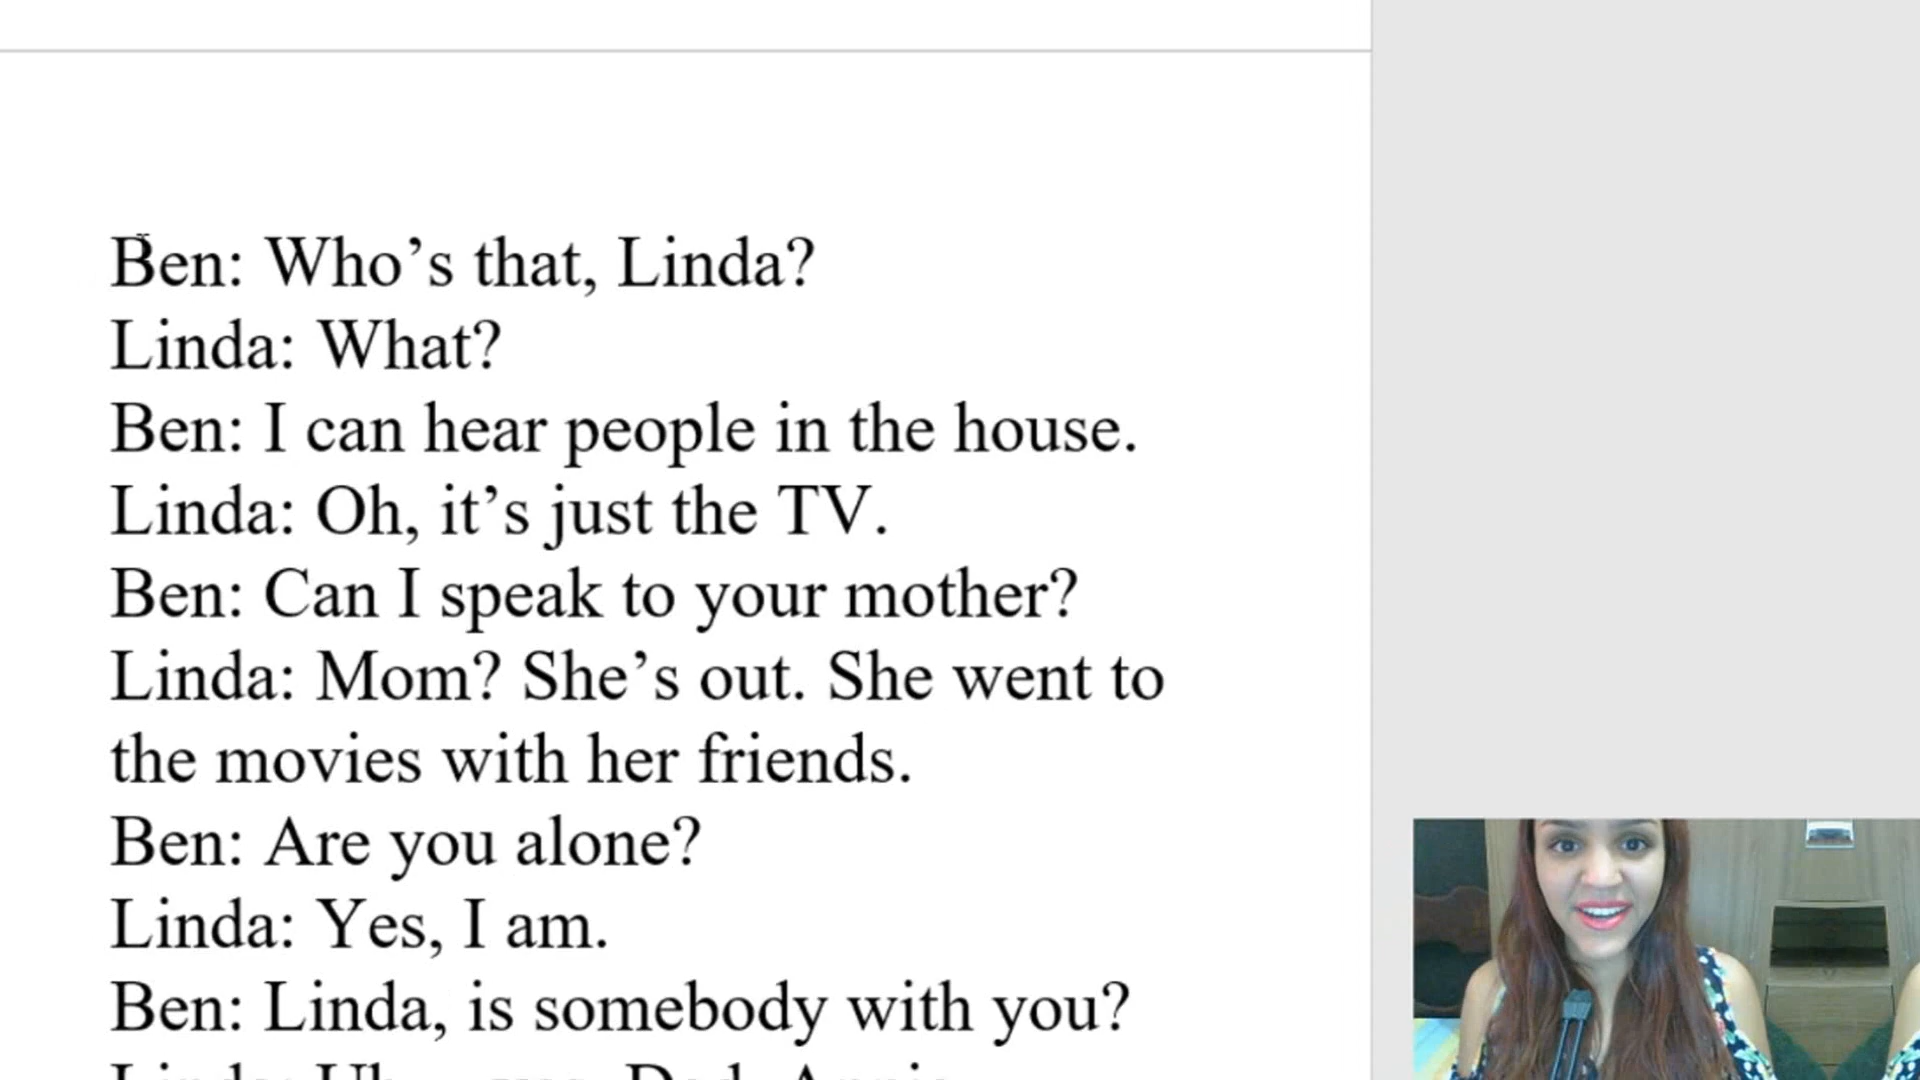 Ben: Who’s that, Linda?
Linda: What?
Ben: I can hear people in the house.
Linda: Oh, it’s just the TV.
Ben: Can I speak to your mother?
Linda: Mom? She’s out. She went to
the movies with her friends.
Ben: Are you alone?
Linda: Yes, I am.
Ben: Linda, is somebody with you?